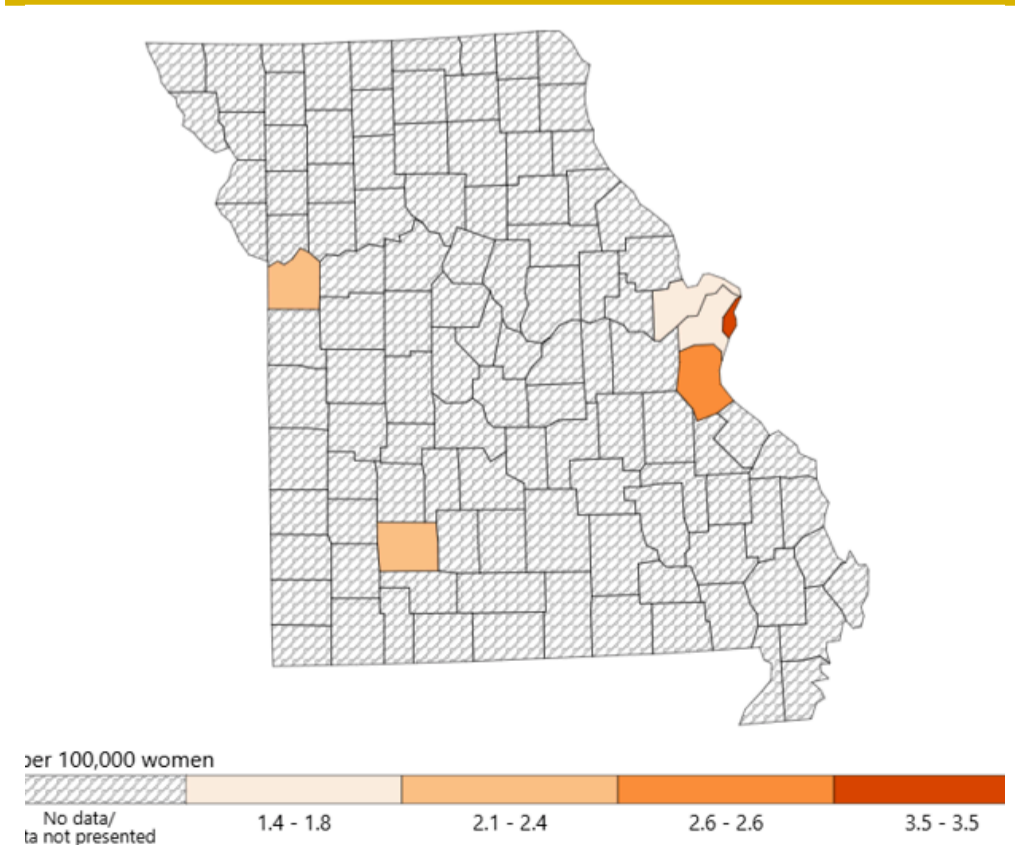 per 100,000 women
No data/
ta not presented
1.4 - 1.8
2.1 - 2.4
2.6 - 2.6
3.5 - 3.5